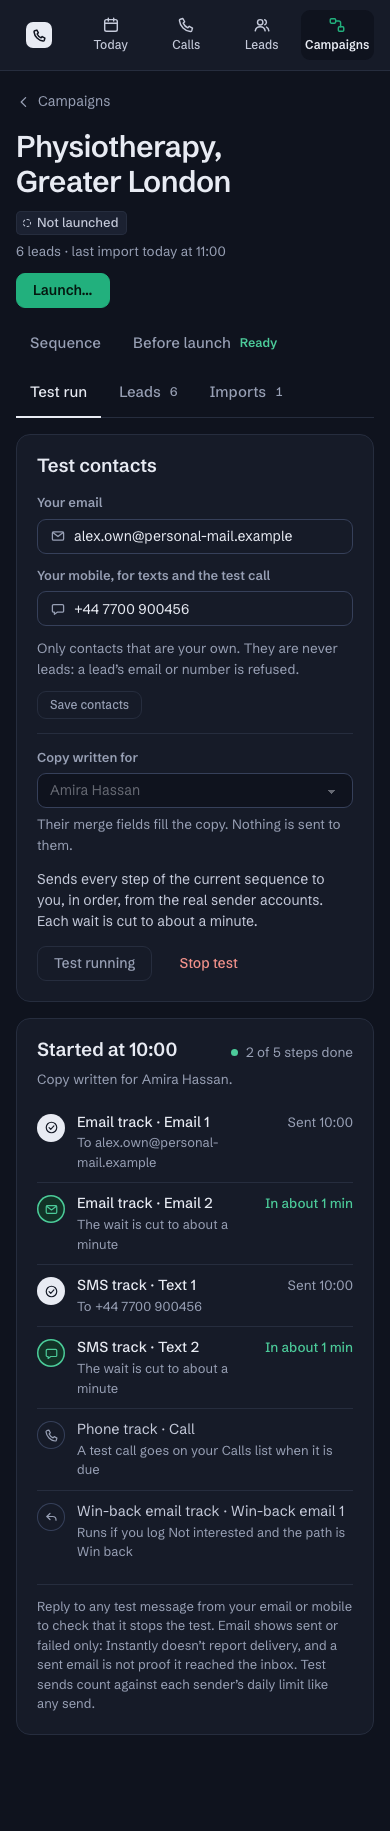 Today
Calls
Leads
Campaigns
Campaigns
Physiotherapy,
Greater London
Not launched
6 leads · last import today at 11:00
Launch...
Sequence
Before launch Ready
Test run
Leads 6
Imports 1
Test contacts
Your email
alex.own@personal-mail.example
Your mobile, for texts and the test call
+44 7700 900456
Only contacts that are your own. They are never
leads: a lead's email or number is refused.
Save contacts
Copy written for
Amira Hassan
Their merge fields fill the copy. Nothing is sent to
them.
Sends every step of the current sequence to
you, in order, from the real sender accounts.
Each wait is cut to about a minute.
Test running
Stop test
Started at 10:00
2 of 5 steps done
Copy written for Amira Hassan.
Email track · Email 1
Sent 10:00
To alex.own@personal-
mail.example
Email track · Email 2
In about 1 min
The wait is cut to about a
minute
SMS track · Text 1
Sent 10:00
To +44 7700 900456
SMS track · Text 2
In about 1 min
The wait is cut to about a
minute
Phone track · Call
A test call goes on your Calls list when it is
due
Win-back email track · Win-back email 1
Runs if you log Not interested and the path is
Win back
Reply to any test message from your email or mobile
to check that it stops the test. Email shows sent or
failed only: Instantly doesn't report delivery, and a
sent email is not proof it reached the inbox. Test
sends count against each sender's daily limit like
any send.